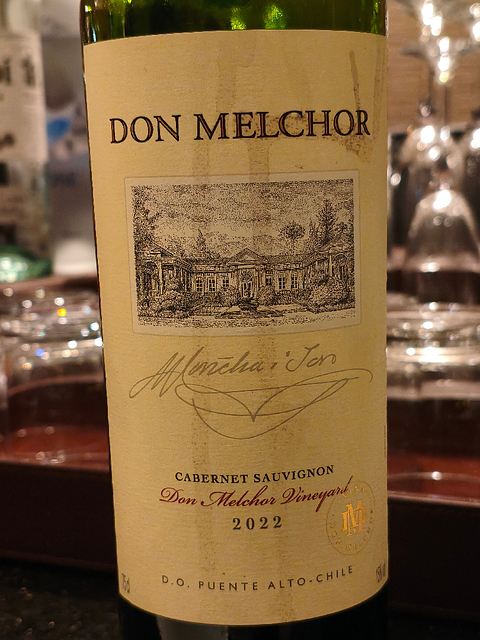 DON MELCHOR
CABERNET SAUVIGNON
Don Melchor Vineyard
2022
D.O. PUENTE ALTO-CHILE